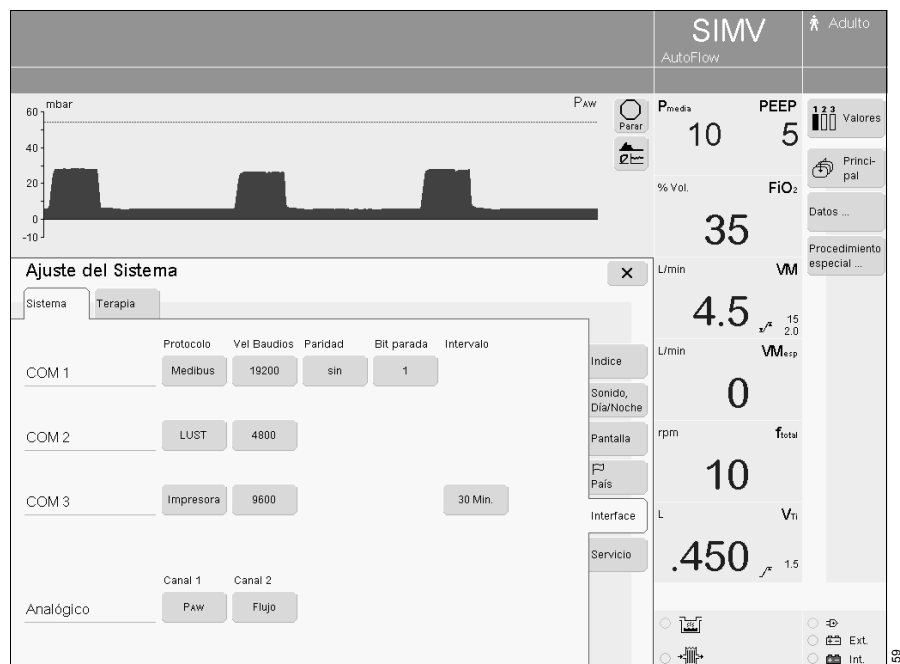 SIMV
AutoFlow
Adulto
mbar
PAW
60
40
20
0
-10
Parar
Pmedia
PEEP
10
5
% Vol.
FiO2
35
L/min
VM
4.5
15
2.0
L/min
VMesp
0
rpm
ftotal
10
L
VTi
.450
1.5
1 2 3
Valores
Princi-
pal
Datos ...
Procedimiento
especial ...
Ajuste del Sistema
Sistema
Terapia
Protocolo Vel Baudios Paridad Bit parada Intervalo
COM 1 Medibus 19200 sin 1
COM 2 LUST 4800
COM 3 Impresora 9600 30 Min.
Canal 1 Canal 2
Analógico PAW Flujo
Indice
Sonido,
Día/Noche
Pantalla
País
Interface
Servicio
Ext.
Int.
59